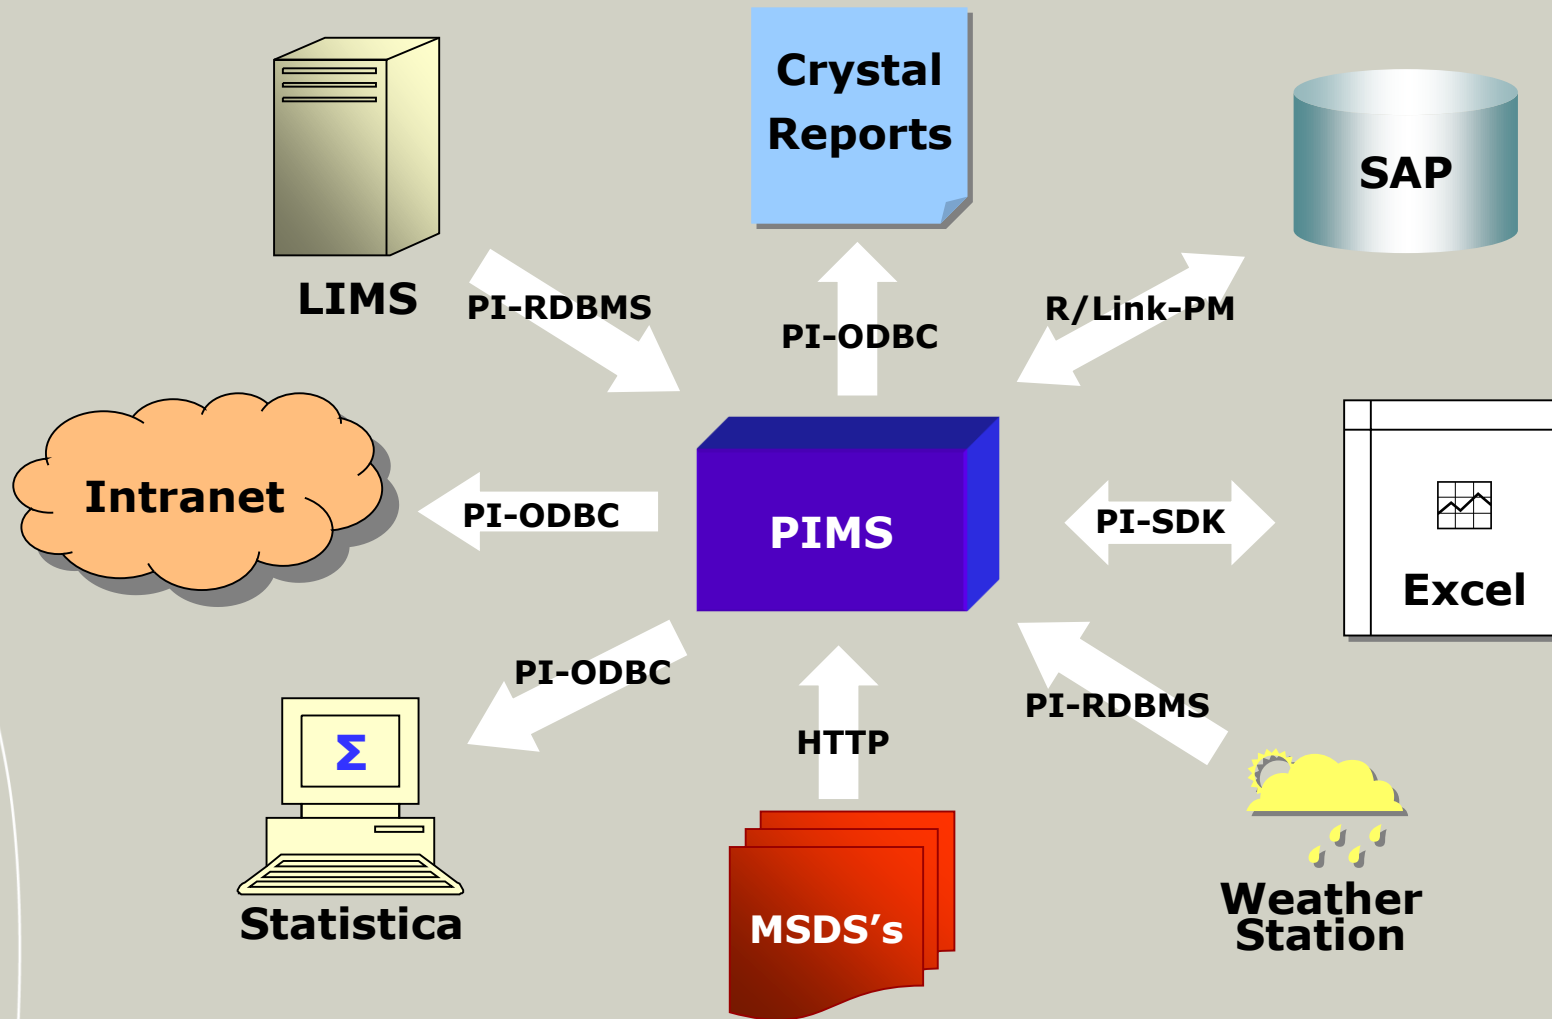 Crystal
Reports
SAP
LIMS
PI-RDBMS
PI-ODBC
R/Link-PM
Intranet
PI-ODBC
PIMS
PI-SDK
Excel
PI-ODBC
PI-RDBMS
HTTP
Σ
Statistica
MSDS’s
Weather
Station